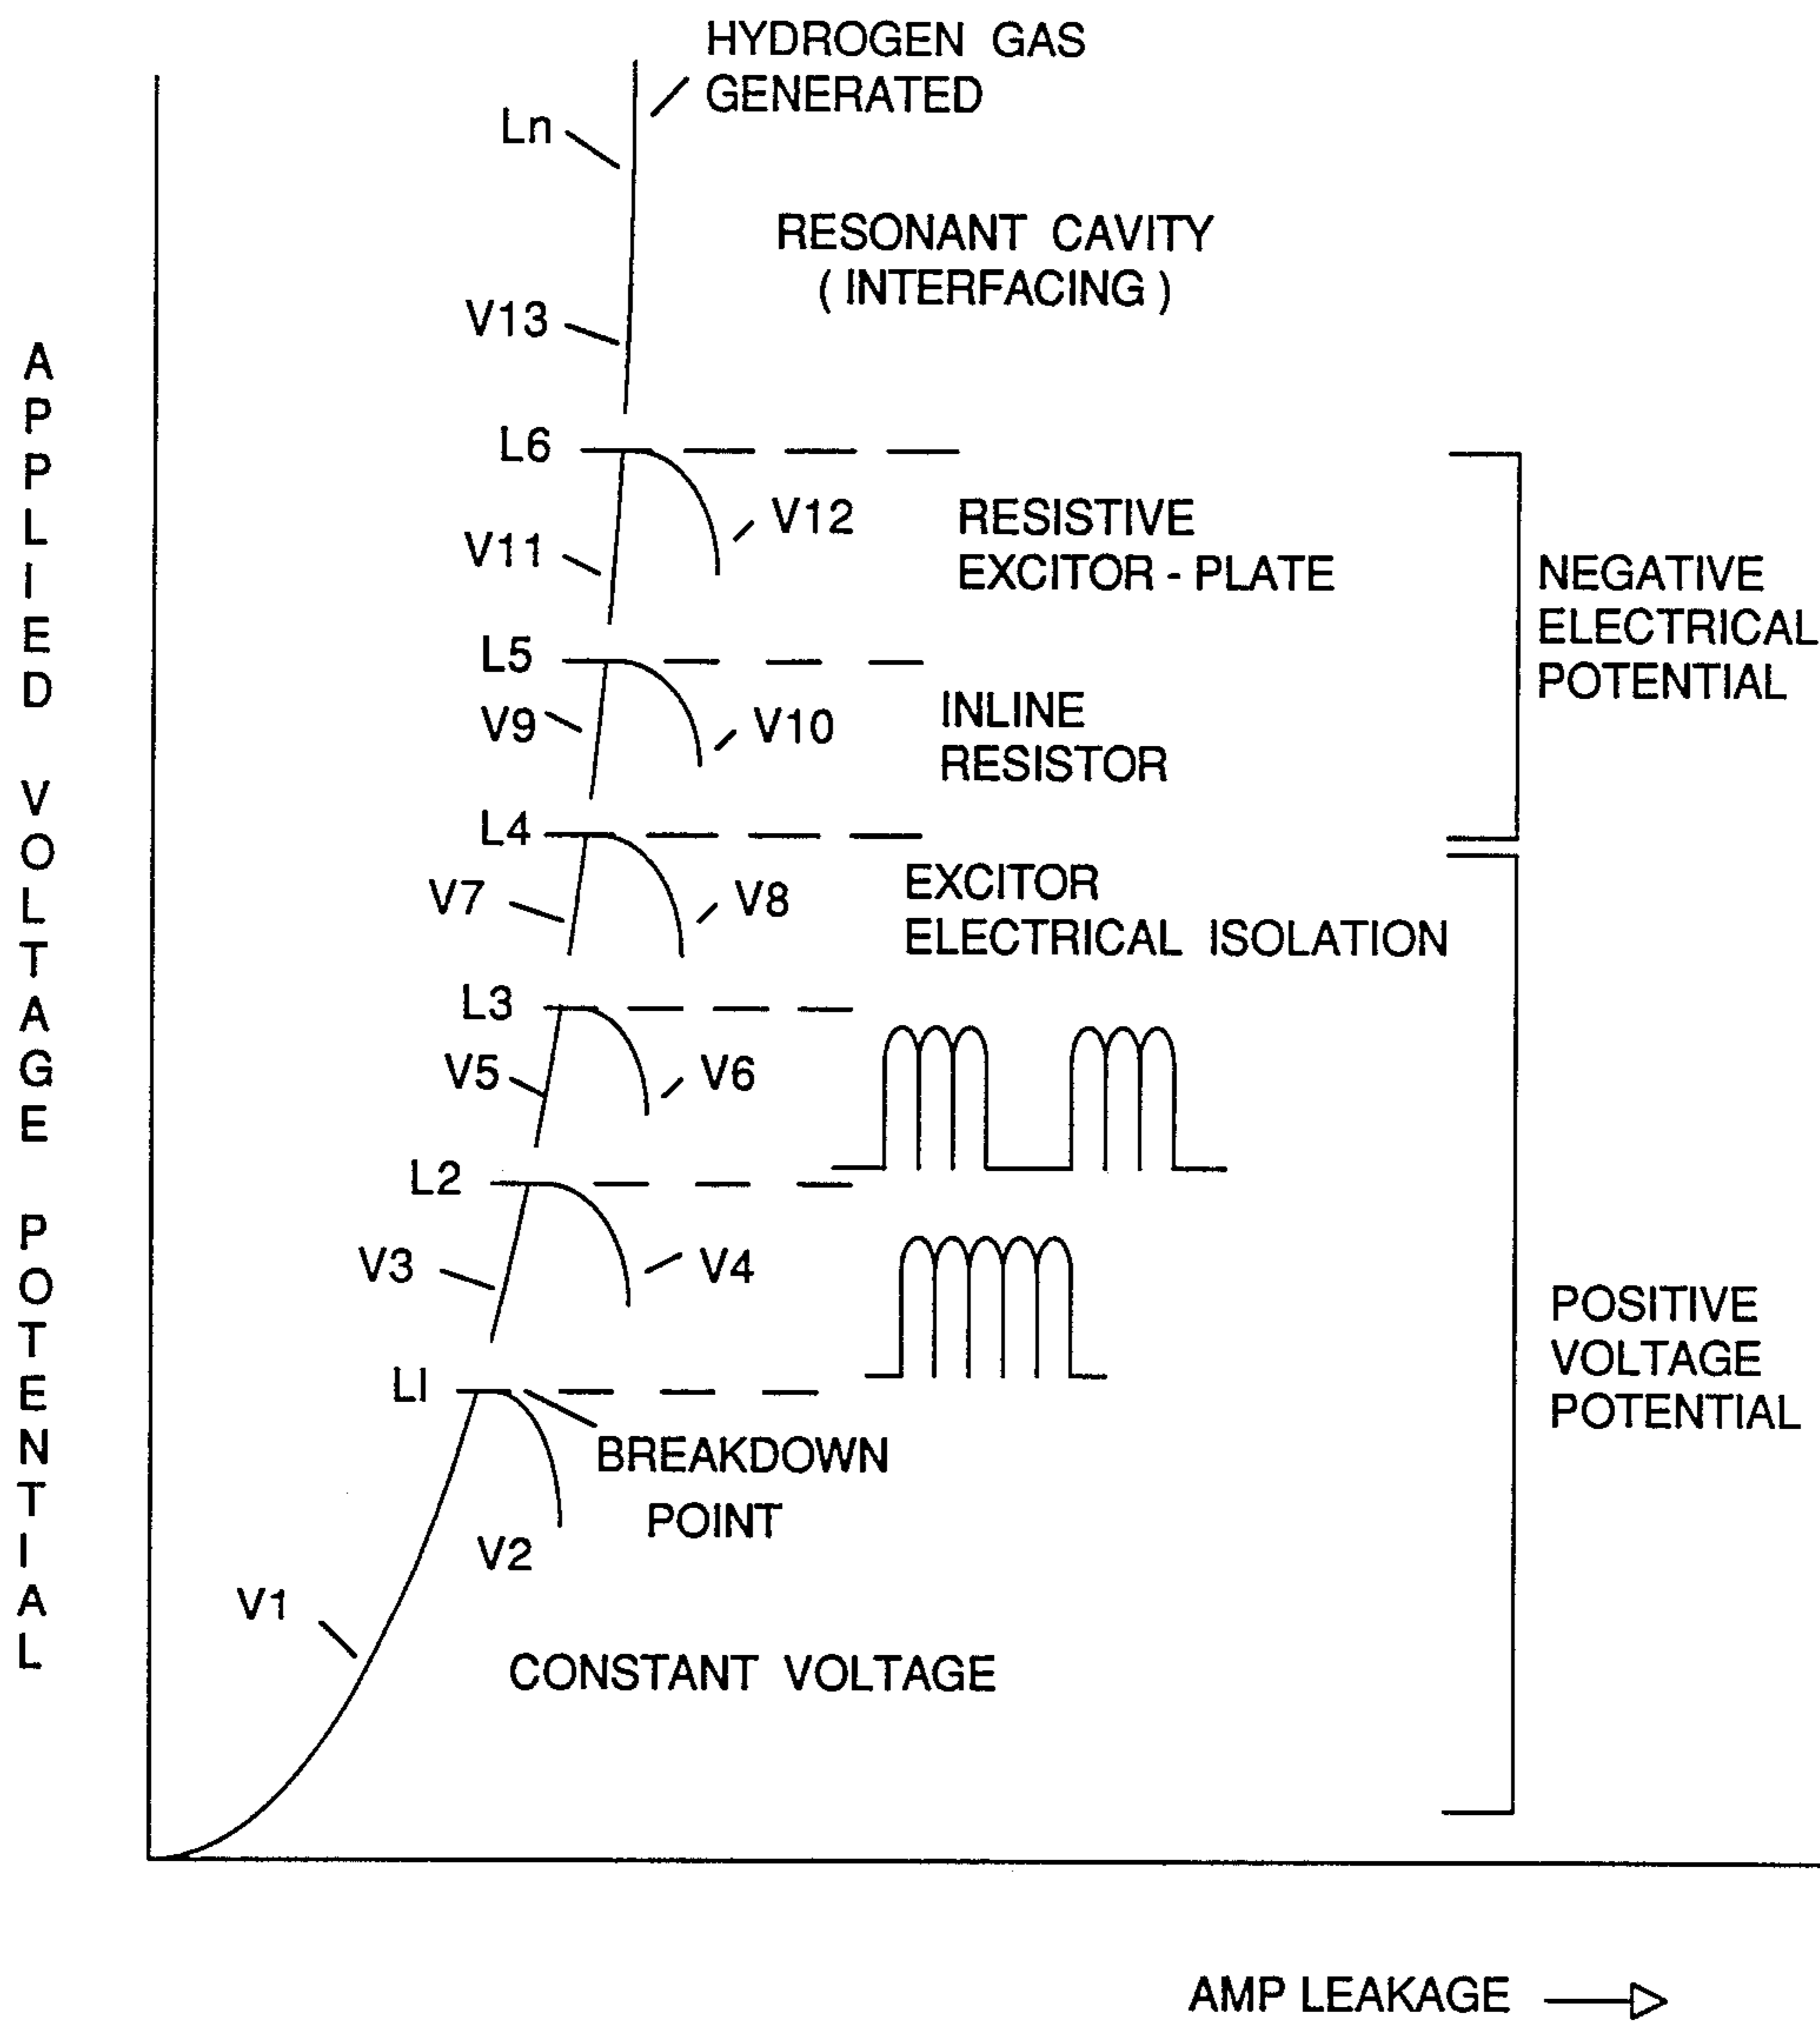 HYDROGEN GAS
GENERATED
Ln
RESONANT CAVITY
( INTERFACING )
V13
APPLIED VOLTAGE POTENTIAL
L6
V12
RESISTIVE
EXCITOR - PLATE
V11
NEGATIVE
ELECTRICAL
POTENTIAL
L5
V9
V10
INLINE
RESISTOR
L4
V7
V8
EXCITOR
ELECTRICAL ISOLATION
L3
V5
V6
L2
V3
V4
POSITIVE
VOLTAGE
POTENTIAL
LI
BREAKDOWN
POINT
V2
V1
CONSTANT VOLTAGE
AMP LEAKAGE